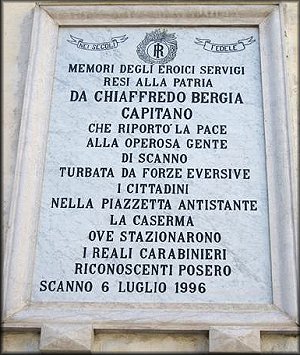 NEI SECOLI FEDELE
RI
MEMORI DEGLI EROICI SERVIGI
RESI ALLA PATRIA
DA CHIAFFREDO BERGIA
CAPITANO
CHE RIPORTO' LA PACE
ALLA OPEROSA GENTE
DI SCANNO
TURBATA DA FORZE EVERSIVE
I CITTADINI
NELLA PIAZZETTA ANTISTANTE
LA CASERMA
OVE STAZIONARONO
I REALI CARABINIERI
RICONOSCENTI POSERO
SCANNO 6 LUGLIO 1996